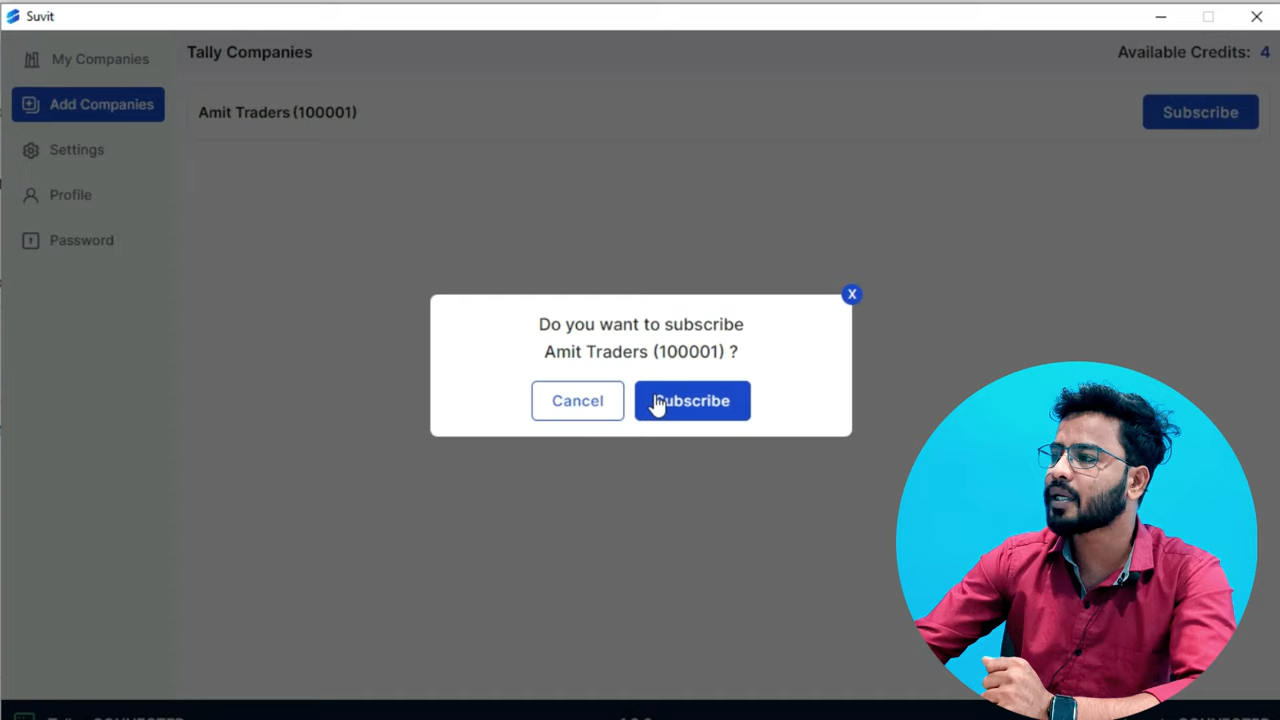 Suvit
My Companies
Add Companies
Settings
Profile
Password
Tally Companies
Available Credits: 4
Amit Traders (100001)
Subscribe
X
Do you want to subscribe
Amit Traders (100001) ?
Cancel
Subscribe